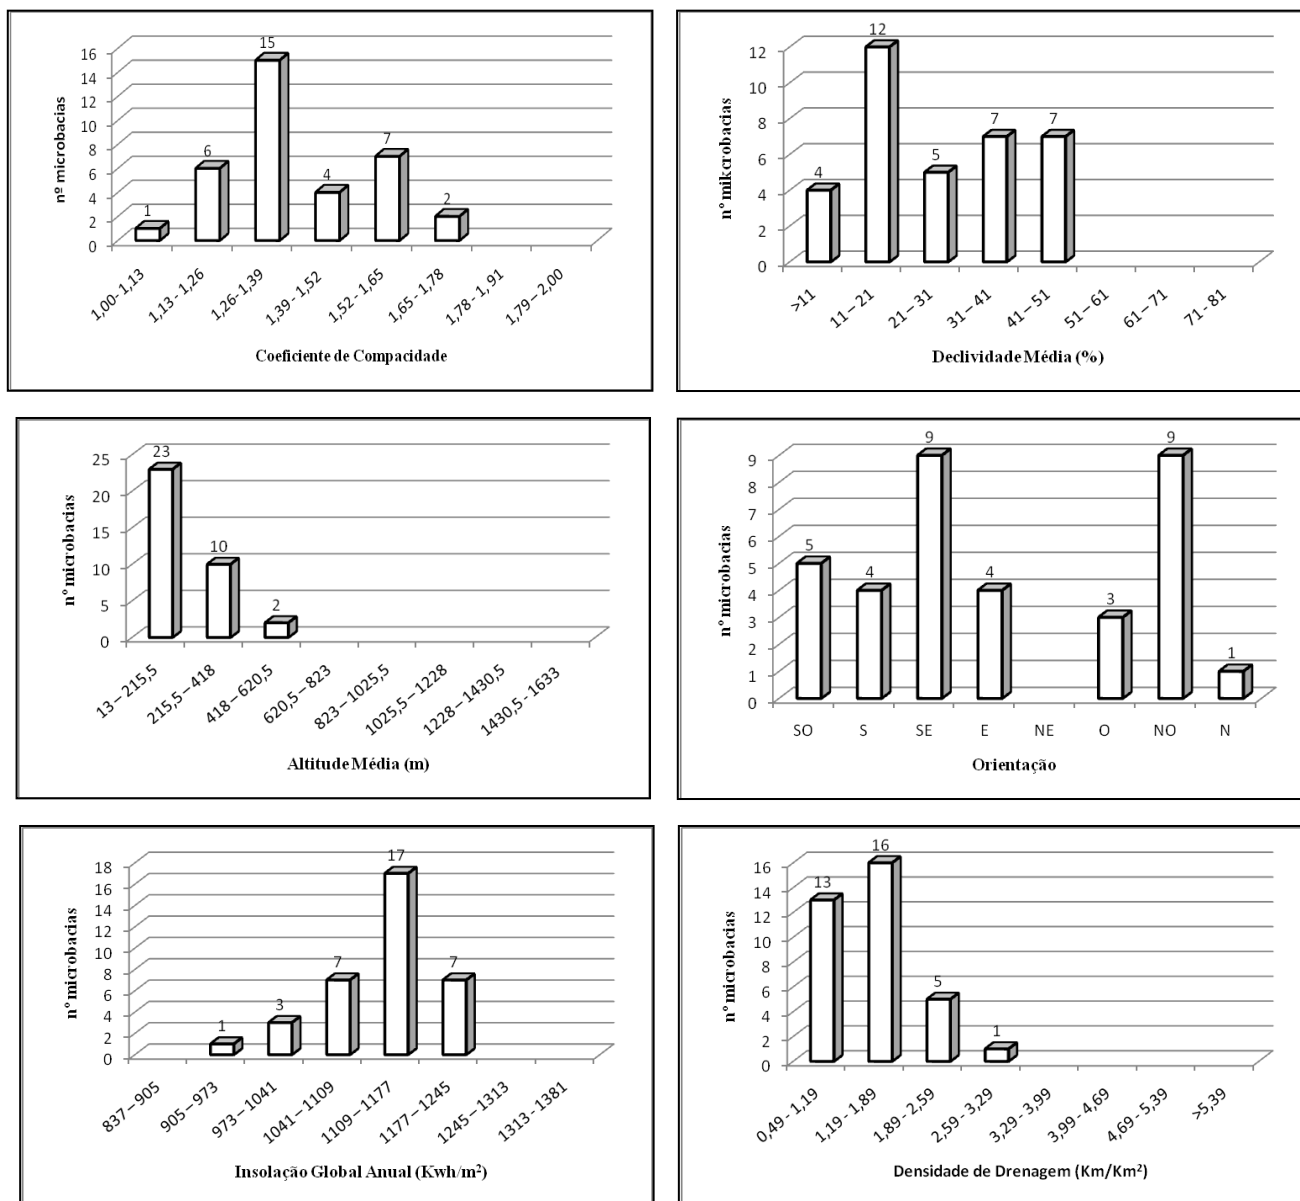 16
14
12
10
8
6
4
2
0
nº microbacias
1
6
15
4
7
2
1,00- 1,13
1,13 - 1,26
1,26-1,39
1,39 - 1,52
1,52 - 1,65
1,65 - 1,78
1,78 - 1,91
1,79 – 2,00
Coeficiente de Compacidade
12
10
8
6
4
2
0
nº mikcrobacias
4
12
5
7
7
>11
11 – 21
21 – 31
31 – 41
41 – 51
51 – 61
61 – 71
71 - 81
Declividade Média (%)
25
20
15
10
5
0
nº microbacias
23
10
2
13 – 215,5
215,5 – 418
418 – 620,5
620,5 – 823
823 – 1025,5
1025,5 – 1228
1228 – 1430,5
1430,5 - 1633
Altitude Média (m)
9
8
7
6
5
4
3
2
1
0
nº microbacias
5
4
9
4
3
9
1
SO S SE E NE O NO N
Orientação
18
16
14
12
10
8
6
4
2
0
nº microbacias
1
3
7
17
7
837 – 905
905 – 973
973 – 1041
1041 – 1109
1109 – 1177
1177 – 1245
1245 – 1313
1313 - 1381
Insolação Global Anual (Kwh/m²)
16
14
12
10
8
6
4
2
0
nº microbacias
13
16
5
1
0,49 - 1,19
1,19 - 1,89
1,89 - 2,59
2,59 - 3,29
3,29 - 3,99
3,99 - 4,69
4,69 - 5,39
>5,39
Densidade de Drenagem (Km/Km²)